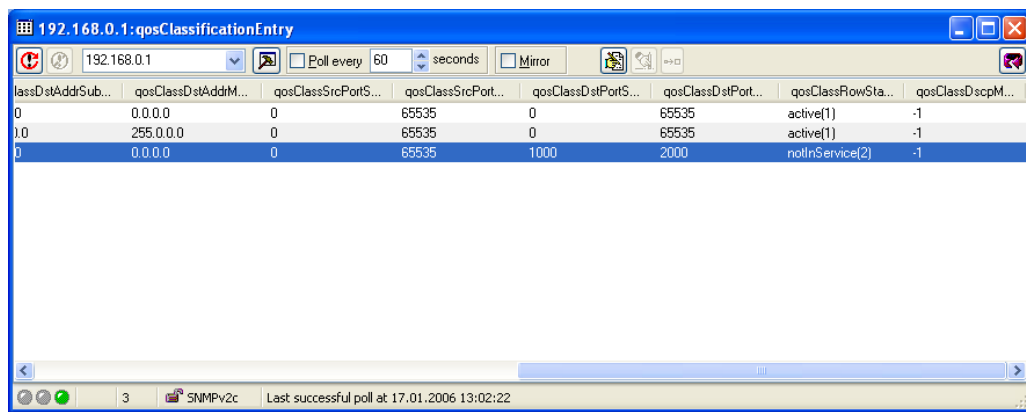 192.168.0.1:qosClassificationEntry
192.168.0.1 Poll every 60 seconds Mirror
lassDstAddrSub... qosClassDstAddrM... qosClassSrcPortS... qosClassSrcPort... qosClassDstPortS... qosClassDstPort... qosClassRowSta... qosClassDscpM...
0 0.0.0.0 0 65535 0 65535 active(1) -1
).0 255.0.0.0 0 65535 0 65535 active(1) -1
0 0.0.0.0 0 65535 1000 2000 notInService(2) -1
3 SNMPv2c Last successful poll at 17.01.2006 13:02:22